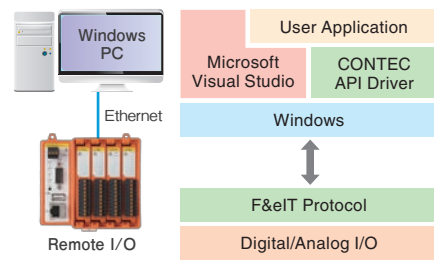 Windows
PC
Ethernet
Remote I/O
User Application
Microsoft
Visual Studio
CONTEC
API Driver
Windows
F&eIT Protocol
Digital/Analog I/O